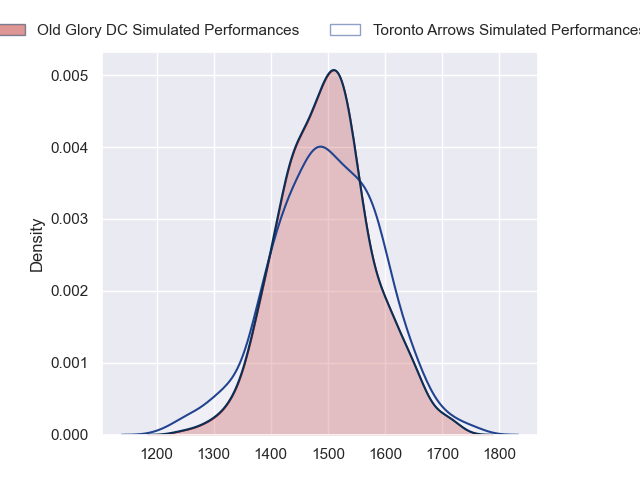 Old Glory DC Simulated Performances
Toronto Arrows Simulated Performances
0.005
0.004
0.003
0.002
0.001
0.000
Density
1200 1300 1400 1500 1600 1700 1800